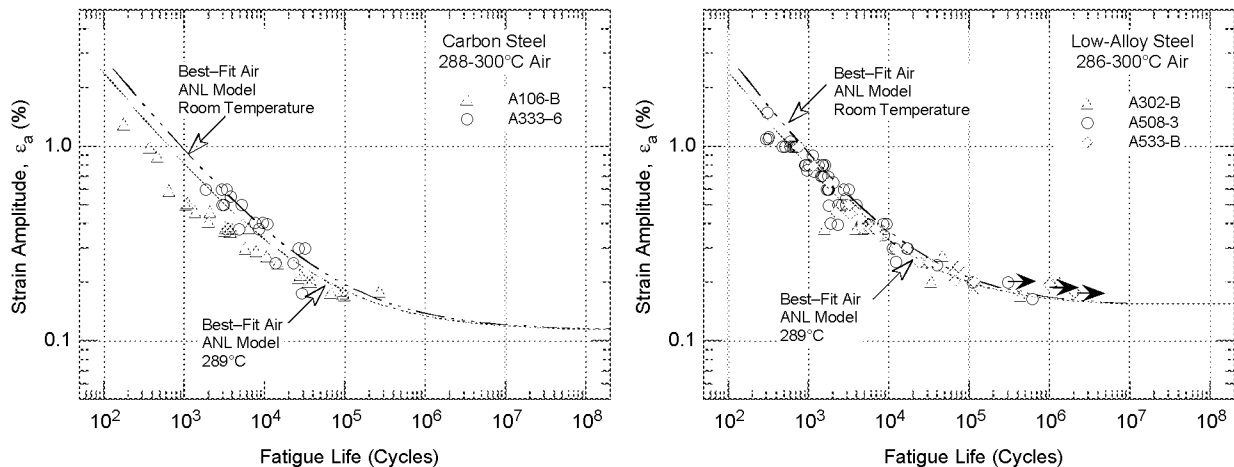 Carbon Steel
288-300°C Air
Best–Fit Air
ANL Model
Room Temperature
A106-B
A333–6
1.0
0.1
Strain Amplitude, εa (%)
Best–Fit Air
ANL Model
289°C
10² 10³ 10⁴ 10⁵ 10⁶ 10⁷ 10⁸
Fatigue Life (Cycles)
Low-Alloy Steel
286-300°C Air
Best–Fit Air
ANL Model
Room Temperature
A302-B
A508-3
A533-B
1.0
0.1
Strain Amplitude, εa (%)
Best–Fit Air
ANL Model
289°C
10² 10³ 10⁴ 10⁵ 10⁶ 10⁷ 10⁸
Fatigue Life (Cycles)